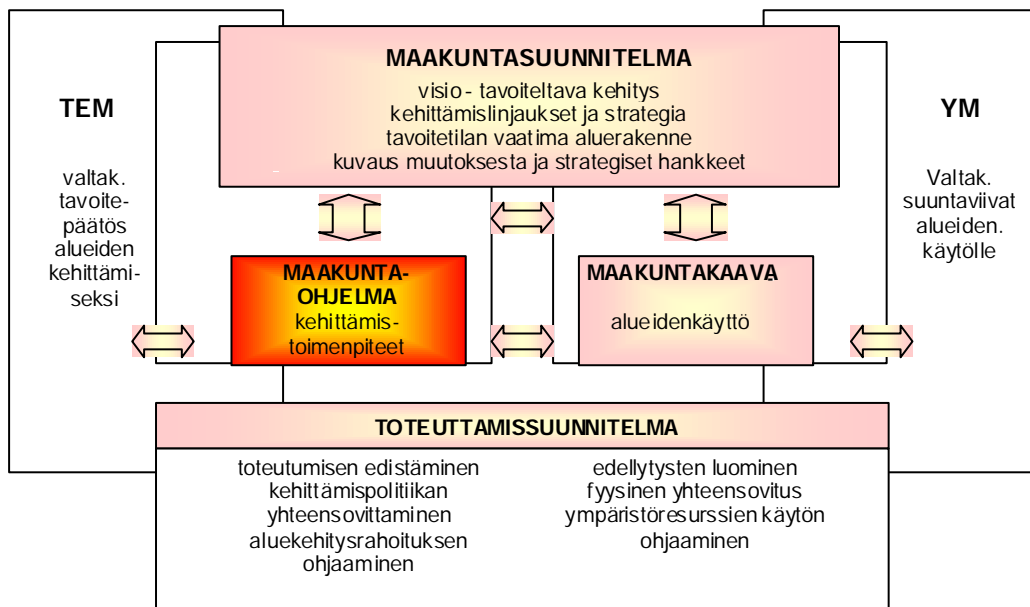 MAAKUNTASUUNNITELMA
visio - tavoiteltava kehitys
kehittämislinjaukset ja strategia
tavoitetilan vaatima aluerakenne
kuvaus muutoksesta ja strategiset hankkeet
TEM
valtak.
tavoite-
päätös
alueiden
kehittämi-
seksi
YM
Valtak.
suuntaviivat
alueiden.
käytölle
MAAKUNTA-
OHJELMA
kehittämis-
toimenpiteet
MAAKUNTAKAAVA
alueidenkäyttö
TOTEUTTAMISSUUNNITELMA
toteutumisen edistäminen
kehittämispolitiikan
yhteensovittaminen
aluekehitysrahoituksen
ohjaaminen
edellytysten luominen
fyysinen yhteensovitus
ympäristöresurssien käytön
ohjaaminen